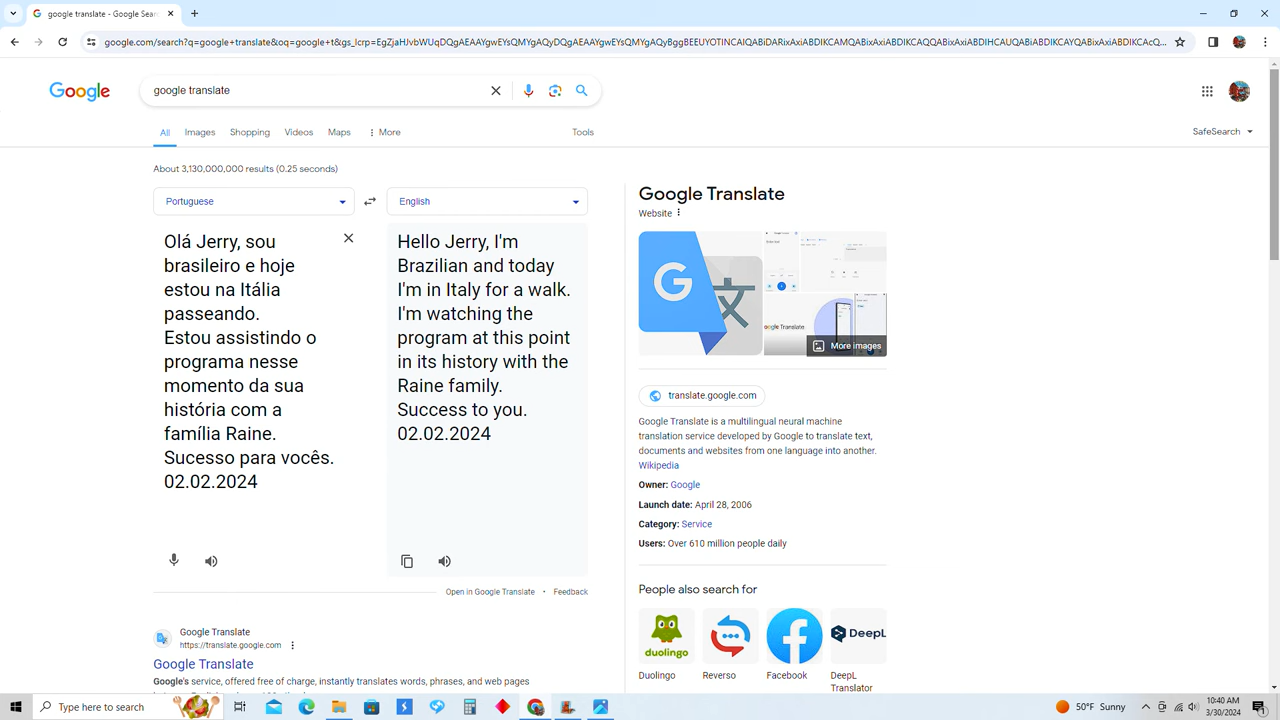 google translate - Google Sear
google.com/search?q=google+translate&oq=google+t&gs_lcrp=EgZjaHJvbWUqDQgAEAAYgwEYsQMYgAQyDQgAEAAYgwEYsQMYgAQyBggBEEUYOTINCAIQABiDARixAxiABDIKCAMQABixAxiABDIKCAQQABixAxiABDIHCAUQABiABDIKCAYQABixAxiABDIKCAcQ...
Google
google translate
All Images Shopping Videos Maps More Tools
SafeSearch
About 3,130,000,000 results (0.25 seconds)
Portuguese
English
Olá Jerry, sou
brasileiro e hoje
estou na Itália
passeando.
Estou assistindo o
programa nesse
momento da sua
história com a
família Raine.
Sucesso para vocês.
02.02.2024
Hello Jerry, I'm
Brazilian and today
I'm in Italy for a walk.
I'm watching the
program at this point
in its history with the
Raine family.
Success to you.
02.02.2024
Open in Google Translate • Feedback
Google Translate
https://translate.google.com
Google Translate
Google's service, offered free of charge, instantly translates words, phrases, and web pages
Google Translate
Website
G
文
oogle Translate
More images
translate.google.com
Google Translate is a multilingual neural machine
translation service developed by Google to translate text,
documents and websites from one language into another.
Wikipedia
Owner: Google
Launch date: April 28, 2006
Category: Service
Users: Over 610 million people daily
People also search for
duolingo
DeepL
Duolingo
Reverso
Facebook
DeepL
Translator
Type here to search
50°F Sunny
10:40 AM
3/30/2024